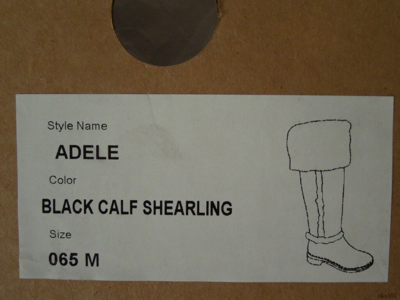 Style Name
ADELE
Color
BLACK CALF SHEARLING
Size
065 M